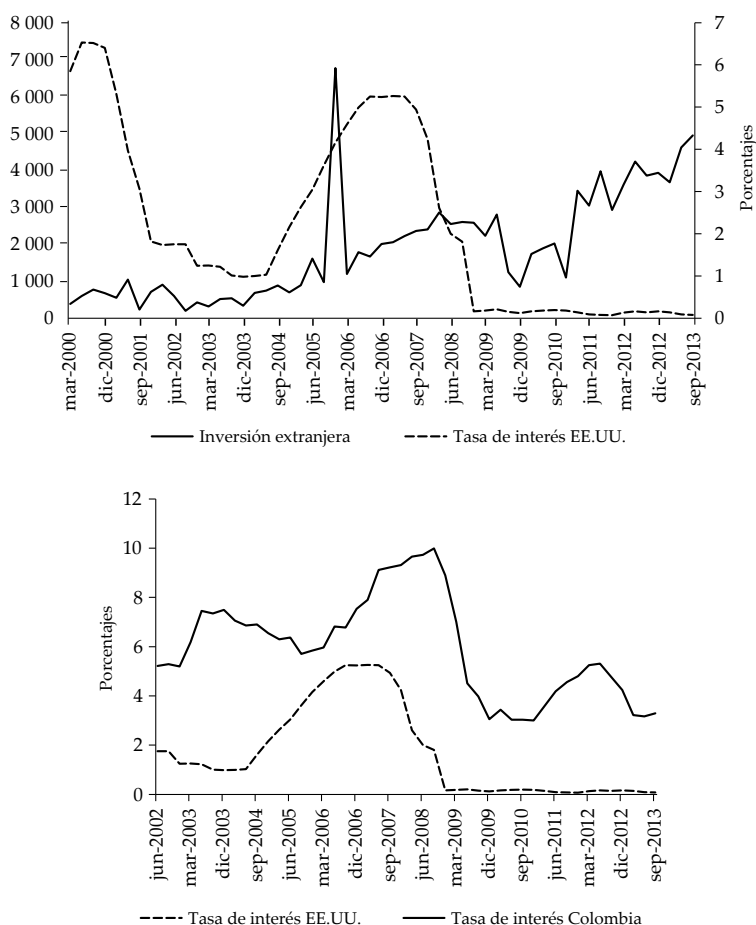 8 000
7 000
6 000
5 000
4 000
3 000
2 000
1 000
0
7
6
5
4
3
2
1
0
Porcentajes
mar-2000
dic-2000
sep-2001
jun-2002
mar-2003
dic-2003
sep-2004
jun-2005
mar-2006
dic-2006
sep-2007
jun-2008
mar-2009
dic-2009
sep-2010
jun-2011
mar-2012
dic-2012
sep-2013
Inversión extranjera
Tasa de interés EE.UU.
12
10
8
6
4
2
0
Porcentajes
jun-2002
mar-2003
dic-2003
sep-2004
jun-2005
mar-2006
dic-2006
sep-2007
jun-2008
mar-2009
dic-2009
sep-2010
jun-2011
mar-2012
dic-2012
sep-2013
Tasa de interés EE.UU.
Tasa de interés Colombia